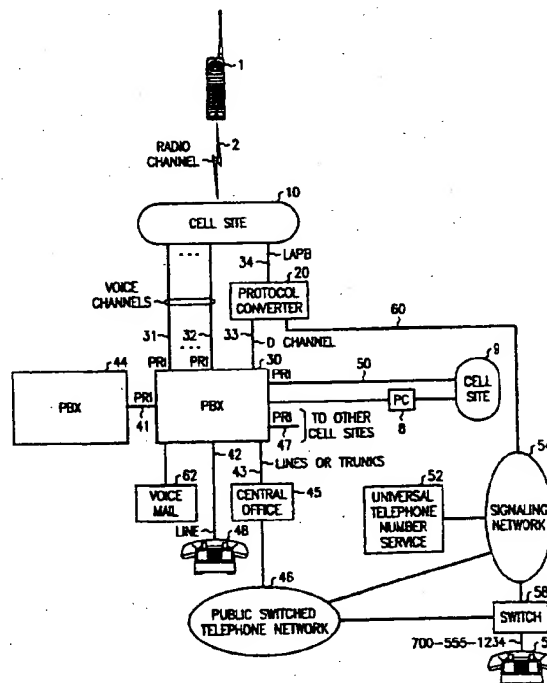 1
2
RADIO
CHANNEL
10
CELL SITE
LAPB
34
20
VOICE
CHANNELS
PROTOCOL
CONVERTER
60
31
32
33
D CHANNEL
9
44
PRI
PRI
30
PRI
50
CELL
SITE
PBX
PRI
PBX
PC
8
41
PRI
47
TO OTHER
CELL SITES
42
43
LINES OR TRUNKS
54
62
45
52
VOICE
MAIL
CENTRAL
OFFICE
UNIVERSAL
TELEPHONE
NUMBER
SERVICE
SIGNALING
NETWORK
LINE
48
46
58
PUBLIC SWITCHED
TELEPHONE NETWORK
SWITCH
700-555-1234